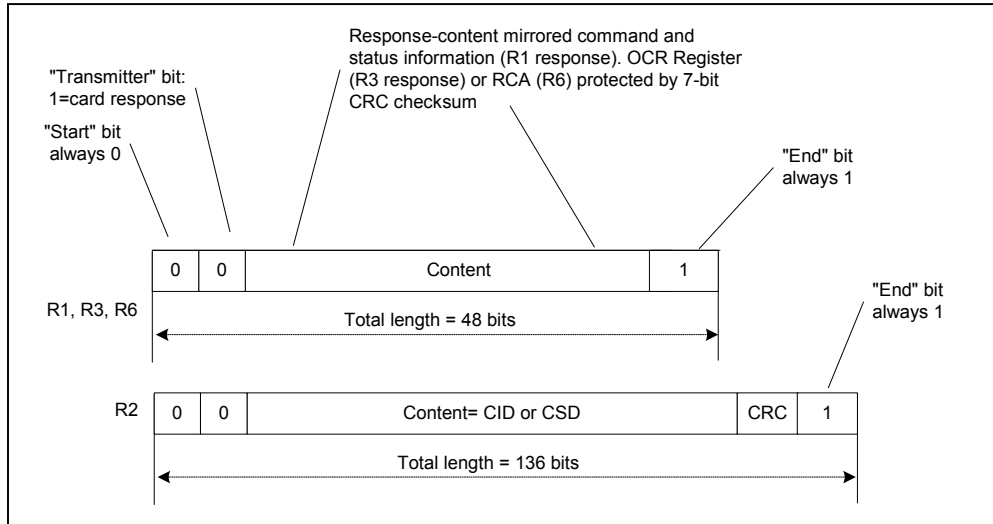 Response-content mirrored command and
status information (R1 response). OCR Register
(R3 response) or RCA (R6) protected by 7-bit
CRC checksum
"Transmitter" bit:
1=card response
"Start" bit
always 0
"End" bit
always 1
0 0 Content 1
R1, R3, R6
Total length = 48 bits
"End" bit
always 1
R2 0 0 Content= CID or CSD CRC 1
Total length = 136 bits